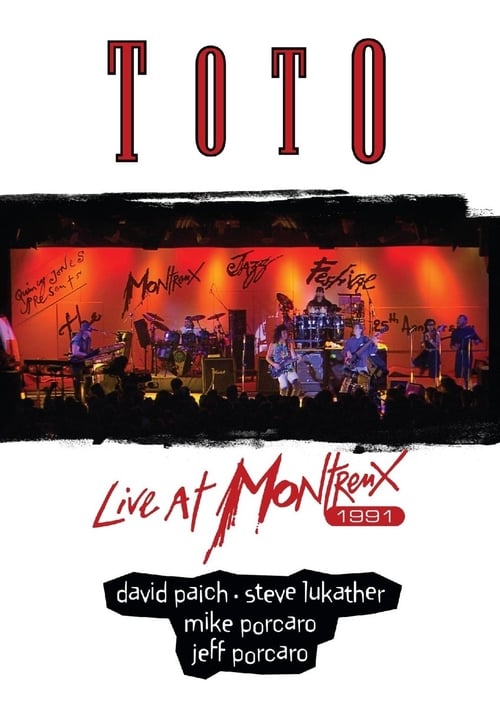 TOTO
Quincy Jones
presents
the
Montreux Jazz Festival
25th
Live At Montreux
1991
david paich · steve lukather
mike porcaro
jeff porcaro